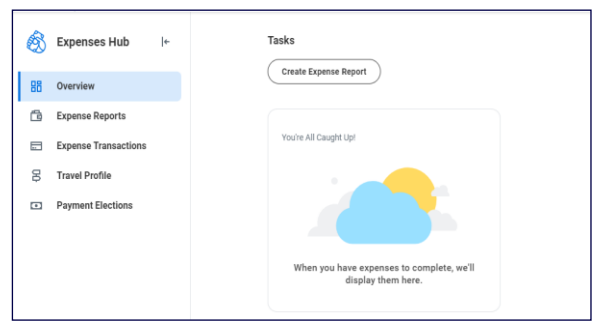 Expenses Hub
Overview
Expense Reports
Expense Transactions
Travel Profile
Payment Elections
Tasks
Create Expense Report
You're All Caught Up!
When you have expenses to complete, we'll
display them here.